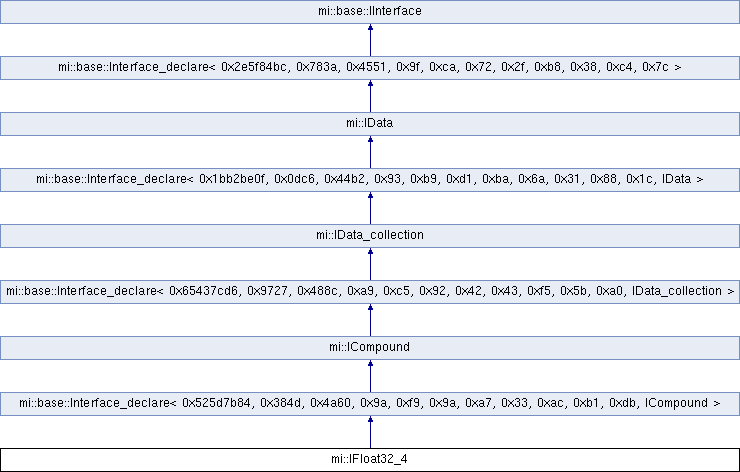 mi::base::IInterface
mi::base::Interface_declare< 0x2e5f84bc, 0x783a, 0x4551, 0x9f, 0xca, 0x72, 0x2f, 0xb8, 0x38, 0xc4, 0x7c >
mi::IData
mi::base::Interface_declare< 0x1bb2be0f, 0x0dc6, 0x44b2, 0x93, 0xb9, 0xd1, 0xba, 0x6a, 0x31, 0x88, 0x1c, IData >
mi::IData_collection
mi::base::Interface_declare< 0x65437cd6, 0x9727, 0x488c, 0xa9, 0xc5, 0x92, 0x42, 0x43, 0xf5, 0x5b, 0xa0, IData_collection >
mi::ICompound
mi::base::Interface_declare< 0x525d7b84, 0x384d, 0x4a60, 0x9a, 0xf9, 0x9a, 0xa7, 0x33, 0xac, 0xb1, 0xdb, ICompound >
mi::IFloat32_4